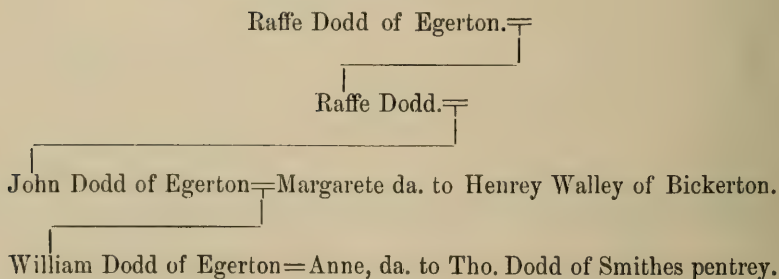 Raffe Dodd of Egerton.=
Raffe Dodd.=
John Dodd of Egerton=Margarete da. to Henrey Walley of Bickerton.
William Dodd of Egerton=Anne, da. to Tho. Dodd of Smithes pentrey.